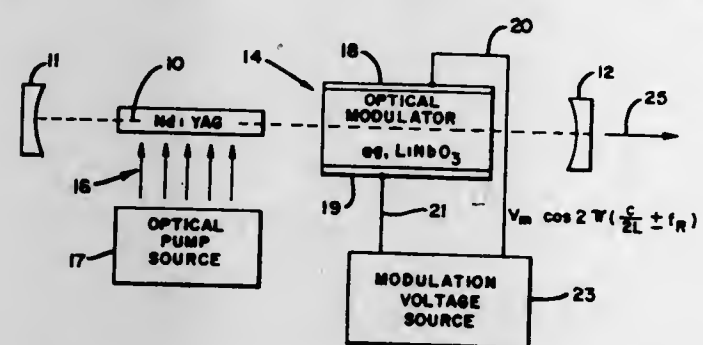 20
18
11
10
14
12
25
Nd: YAG
OPTICAL
MODULATOR
eg, LiNbO3
16
19
21
Vm cos 2π(c/2L ± fR)
OPTICAL
PUMP
SOURCE
17
MODULATION
VOLTAGE
SOURCE
23